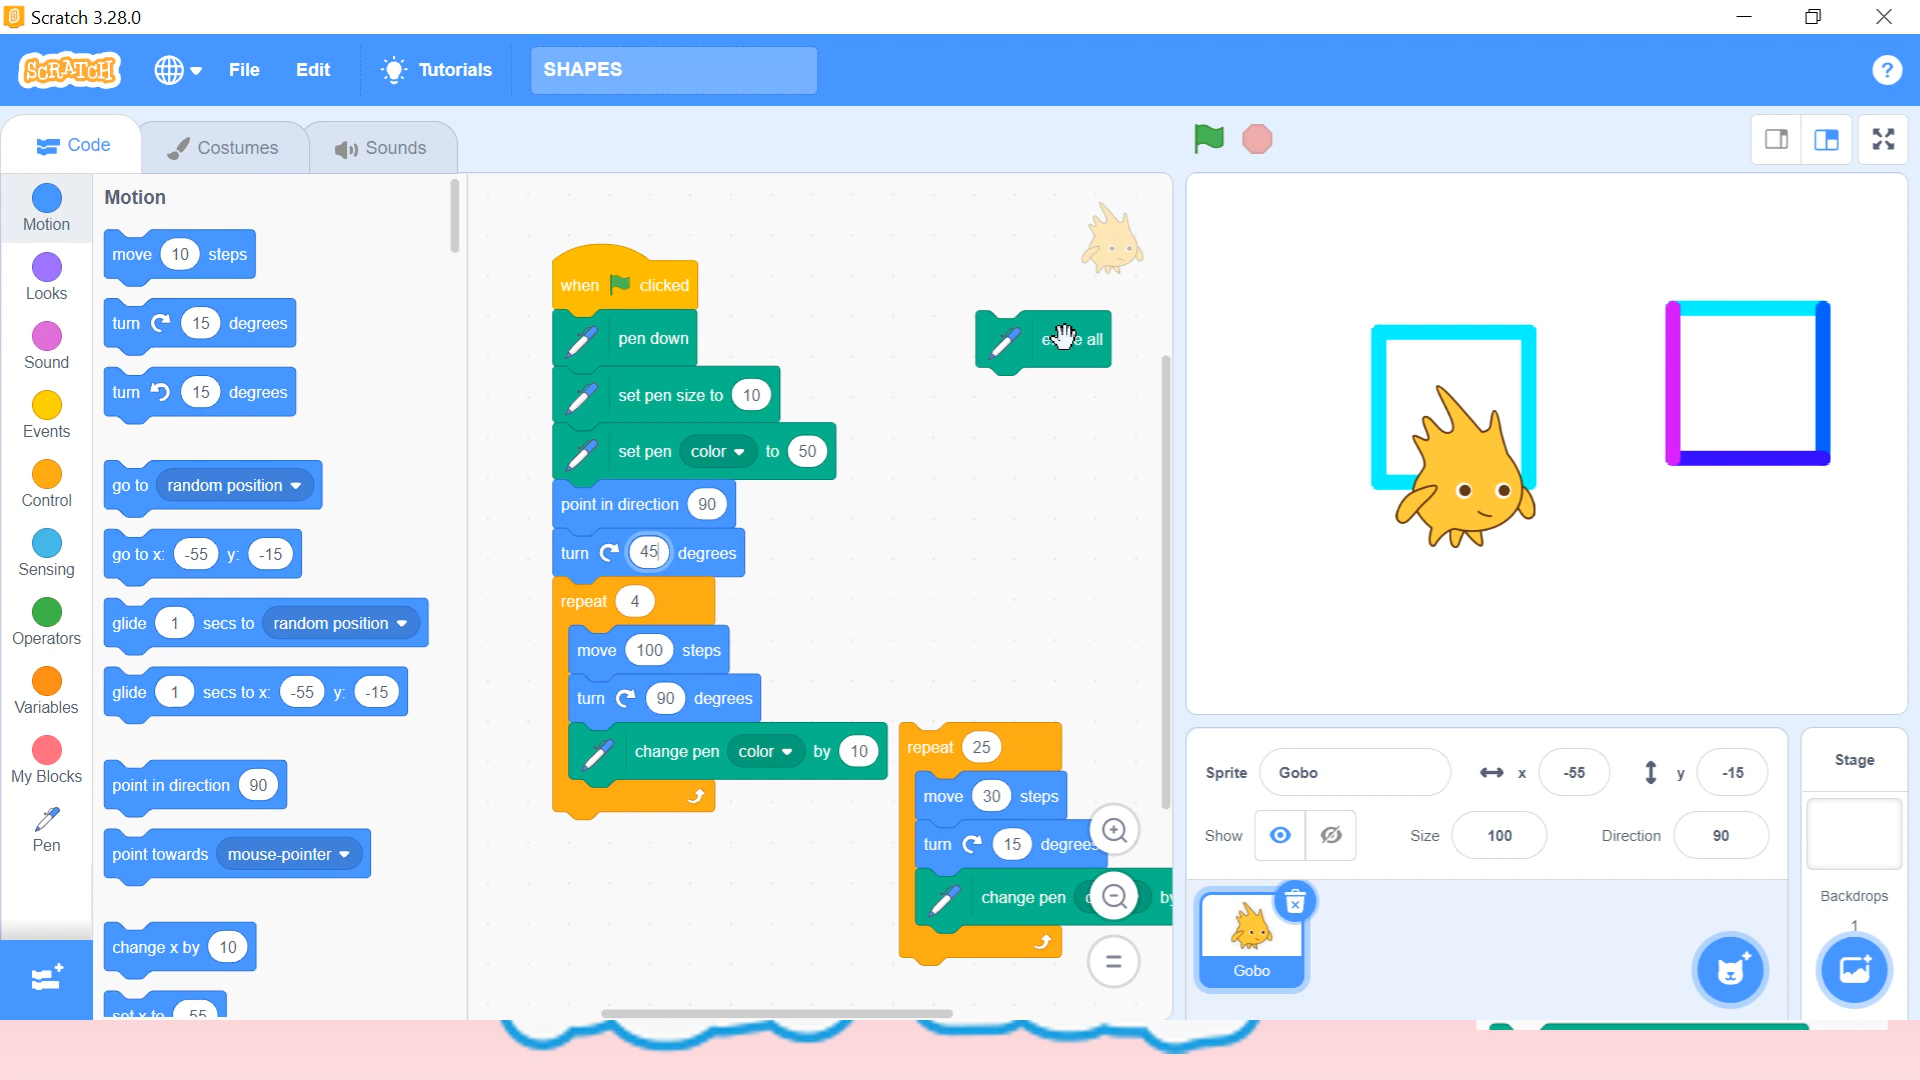 Scratch 3.28.0
SCRATCH
File
Edit
Tutorials
SHAPES
?
Code
Costumes
Sounds
Motion
Looks
Sound
Events
Control
Sensing
Operators
Variables
My Blocks
Pen
Motion
move 10 steps
turn 15 degrees
turn 15 degrees
go to random position
go to x: -55 y: -15
glide 1 secs to random position
glide 1 secs to x: -55 y: -15
point in direction 90
point towards mouse-pointer
change x by 10
set x to -55
when clicked
pen down
set pen size to 10
set pen color to 50
point in direction 90
turn 45 degrees
repeat 4
move 100 steps
turn 90 degrees
change pen color by 10
all
repeat 25
move 30 steps
turn 15 degrees
change pen by
Sprite Gobo x -55 y -15
Show Size 100 Direction 90
Gobo
Stage
Backdrops
1